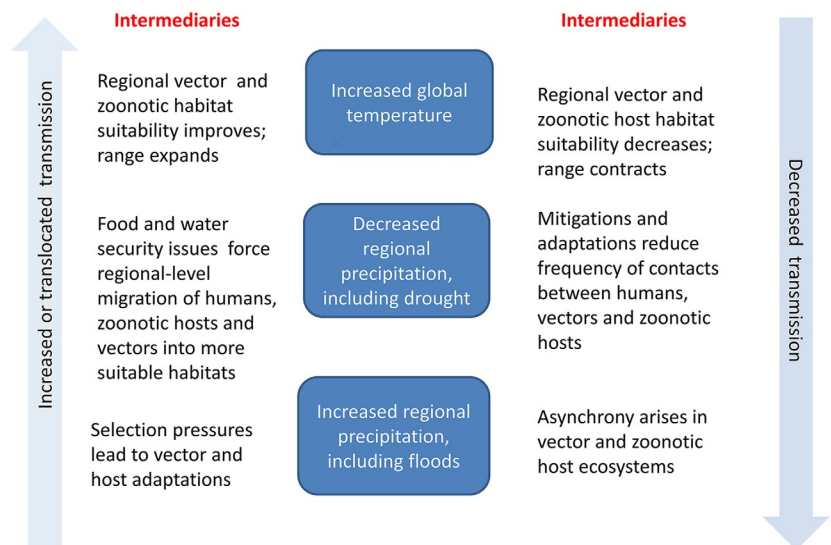 Intermediaries
Intermediaries
Increased or translocated transmission
Regional vector and
zoonotic habitat
suitability improves;
range expands
Increased global
temperature
Regional vector and
zoonotic host habitat
suitability decreases;
range contracts
Food and water
security issues force
regional-level
migration of humans,
zoonotic hosts and
vectors into more
suitable habitats
Decreased
regional
precipitation,
including drought
Mitigations and
adaptations reduce
frequency of contacts
between humans,
vectors and zoonotic
hosts
Selection pressures
lead to vector and
host adaptations
Increased regional
precipitation,
including floods
Asynchrony arises in
vector and zoonotic
host ecosystems
Decreased transmission